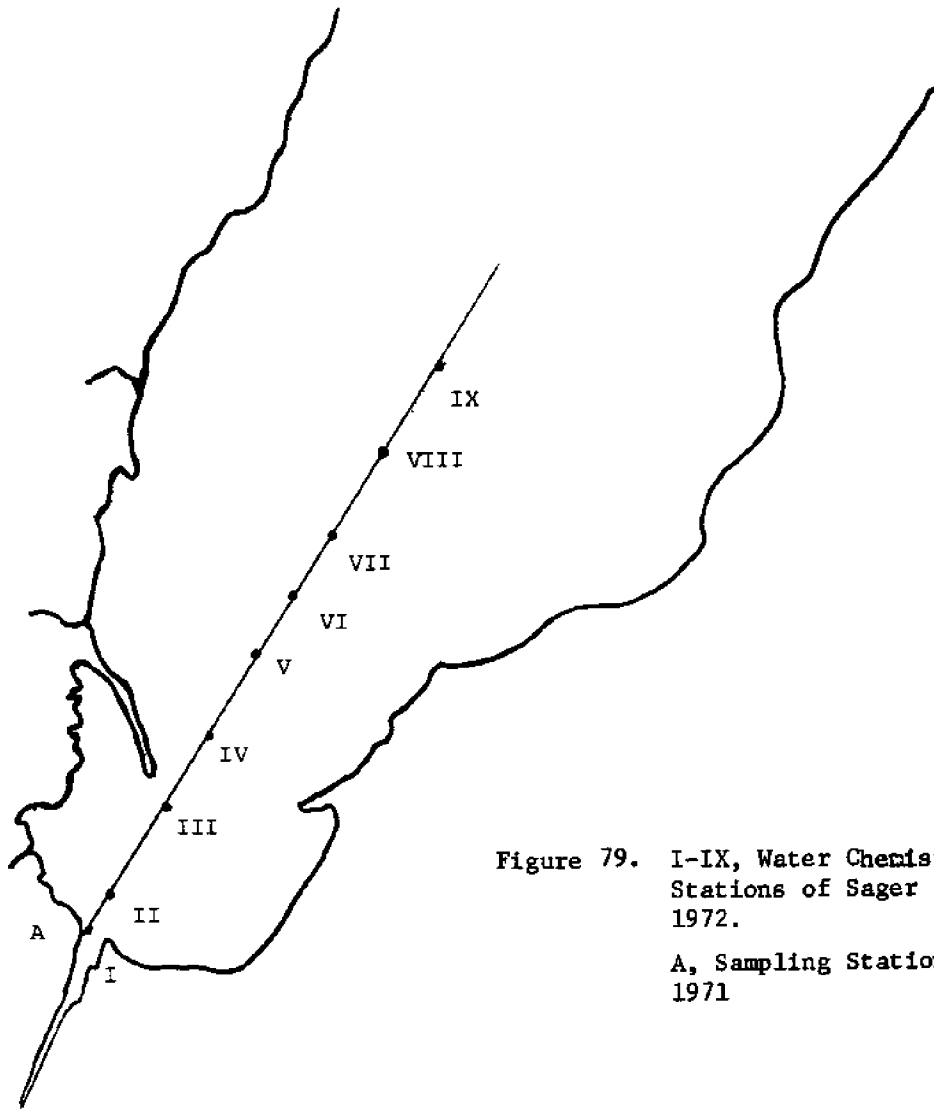 IX
VIII
VII
VI
V
IV
III
II
A
I
Figure 79. I-IX, Water Chemis
Stations of Sager
1972.
A, Sampling Statio
1971